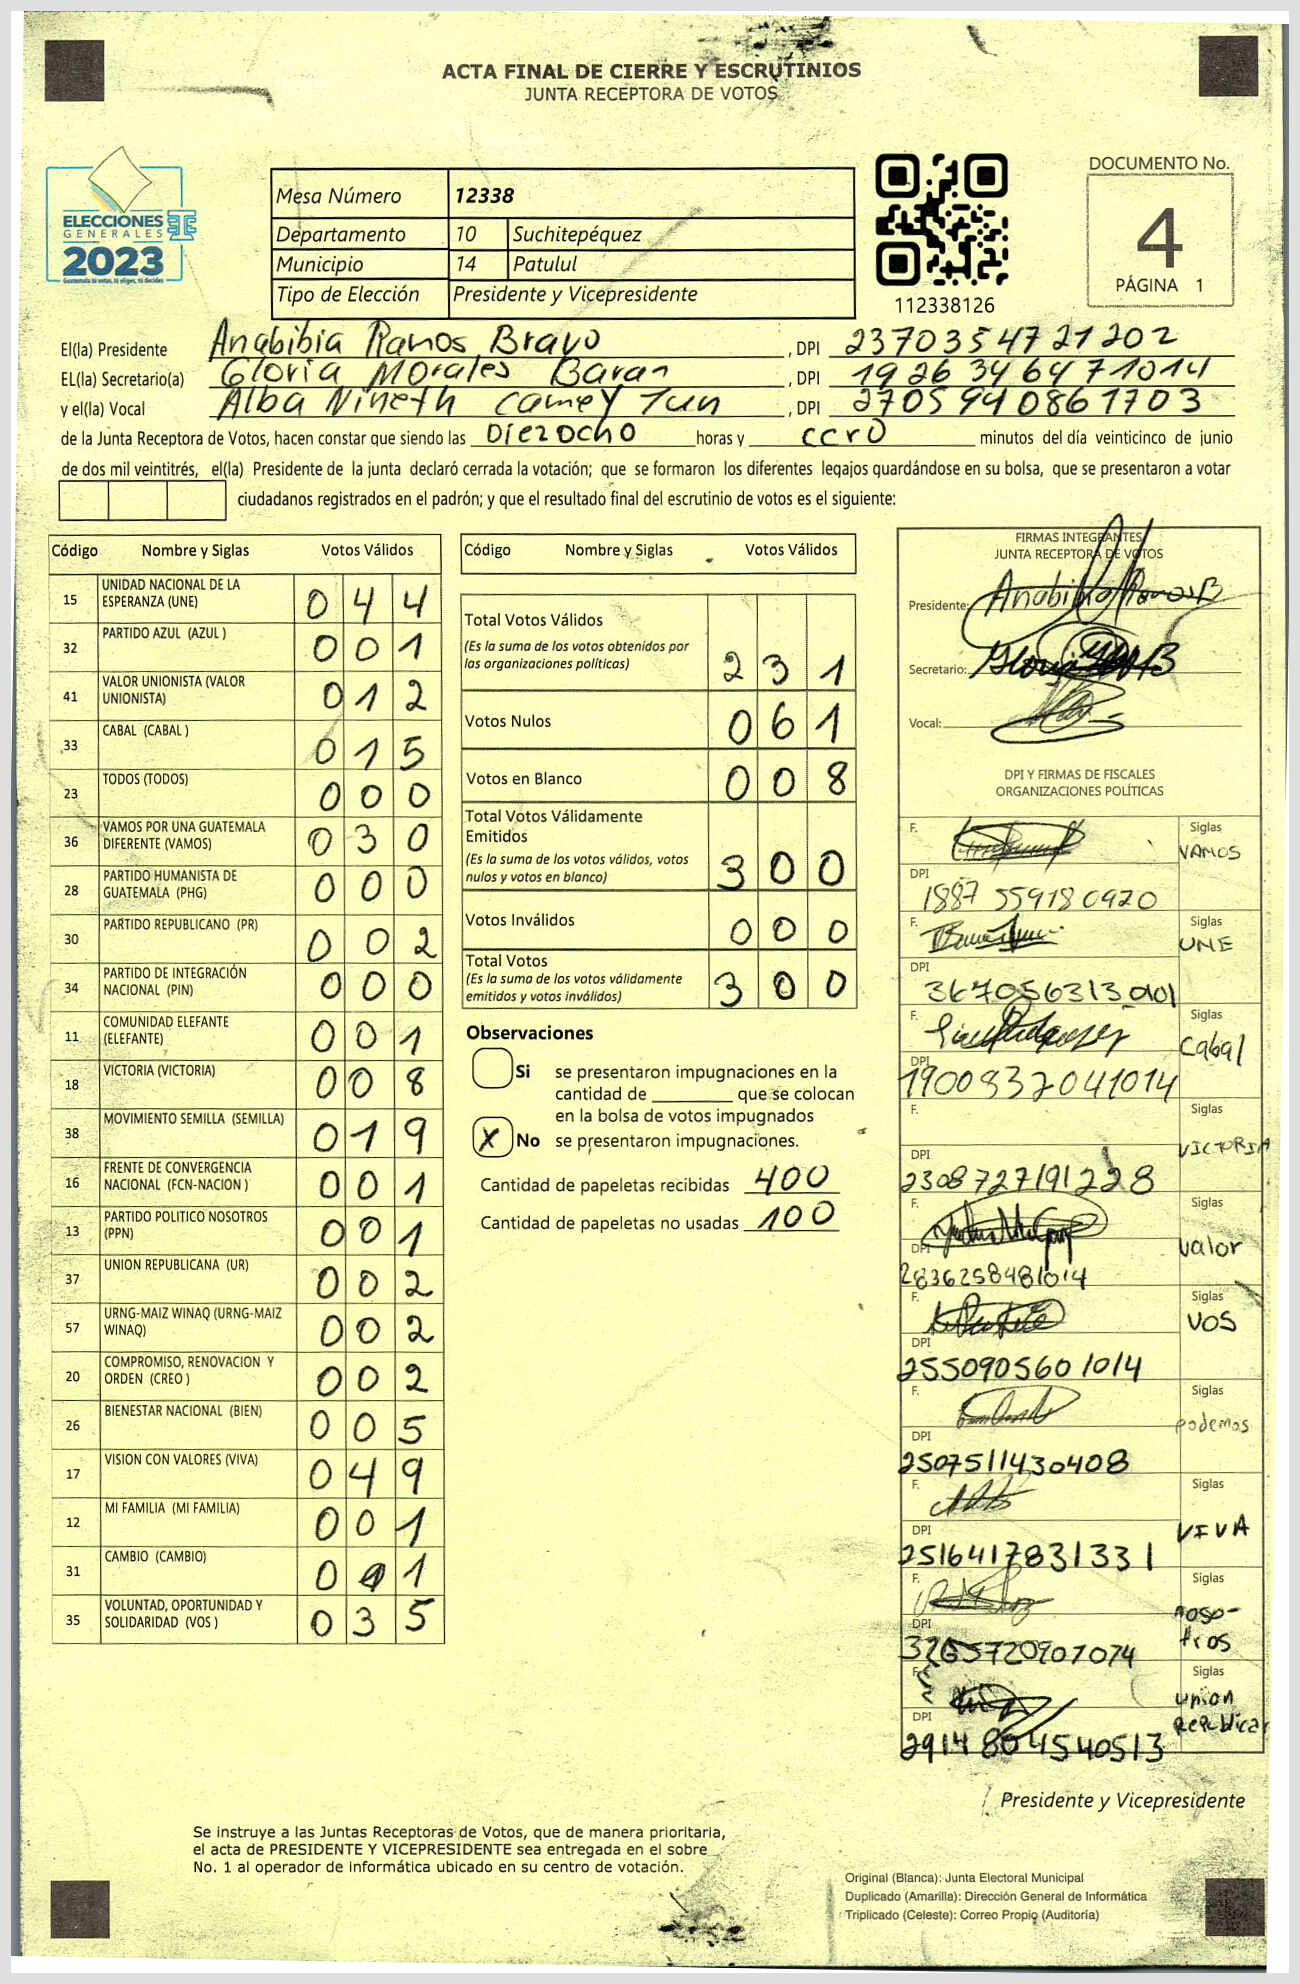 ACTA FINAL DE CIERRE Y ESCRUTINIOS
JUNTA RECEPTORA DE VOTOS
ELECCIONES
GENERALES
2023
Mesa Número 12338
Departamento 10 Suchitepéquez
Municipio 14 Patulul
Tipo de Elección Presidente y Vicepresidente
112338126
DOCUMENTO No.
4
PÁGINA 1
El(la) Presidente Anabibia Ramos Bravo , DPI 2370354721202
EL(la) Secretario(a) Gloria Morales Baran , DPI 1926346471014
y el(la) Vocal Alba Nineth Camey Tun , DPI 2705940861703
de la Junta Receptora de Votos, hacen constar que siendo las Diezocho horas y cero minutos del día veinticinco de junio
de dos mil veintitrés, el(la) Presidente de la junta declaró cerrada la votación; que se formaron los diferentes legajos guardándose en su bolsa, que se presentaron a votar
ciudadanos registrados en el padrón; y que el resultado final del escrutinio de votos es el siguiente:
Código Nombre y Siglas Votos Válidos
15 UNIDAD NACIONAL DE LA ESPERANZA (UNE) 0 4 4
32 PARTIDO AZUL (AZUL ) 0 0 1
41 VALOR UNIONISTA (VALOR UNIONISTA) 0 1 2
33 CABAL (CABAL ) 0 1 5
23 TODOS (TODOS) 0 0 0
36 VAMOS POR UNA GUATEMALA DIFERENTE (VAMOS) 0 3 0
28 PARTIDO HUMANISTA DE GUATEMALA (PHG) 0 0 0
30 PARTIDO REPUBLICANO (PR) 0 0 2
34 PARTIDO DE INTEGRACIÓN NACIONAL (PIN) 0 0 0
11 COMUNIDAD ELEFANTE (ELEFANTE) 0 0 1
18 VICTORIA (VICTORIA) 0 0 8
38 MOVIMIENTO SEMILLA (SEMILLA) 0 1 9
16 FRENTE DE CONVERGENCIA NACIONAL (FCN-NACION ) 0 0 1
13 PARTIDO POLITICO NOSOTROS (PPN) 0 0 1
37 UNION REPUBLICANA (UR) 0 0 2
57 URNG-MAIZ WINAQ (URNG-MAIZ WINAQ) 0 0 2
20 COMPROMISO, RENOVACION Y ORDEN (CREO ) 0 0 2
26 BIENESTAR NACIONAL (BIEN) 0 0 5
17 VISION CON VALORES (VIVA) 0 4 9
12 MI FAMILIA (MI FAMILIA) 0 0 1
31 CAMBIO (CAMBIO) 0 0 1
35 VOLUNTAD, OPORTUNIDAD Y SOLIDARIDAD (VOS ) 0 3 5
Código Nombre y Siglas Votos Válidos
Total Votos Válidos 2 3 1
(Es la suma de los votos obtenidos por
las organizaciones políticas)
Votos Nulos 0 6 1
Votos en Blanco 0 0 8
Total Votos Válidamente
Emitidos 3 0 0
(Es la suma de los votos válidos, votos
nulos y votos en blanco)
Votos Inválidos 0 0 0
Total Votos 3 0 0
(Es la suma de los votos válidamente
emitidos y votos inválidos)
Observaciones
Si se presentaron impugnaciones en la
cantidad de ________ que se colocan
en la bolsa de votos impugnados
X No se presentaron impugnaciones.
Cantidad de papeletas recibidas 400
Cantidad de papeletas no usadas 100
FIRMAS INTEGRANTES
JUNTA RECEPTORA DE VOTOS
Presidente: Anabibia Ramos B
Secretario: Gloria
Vocal:
DPI Y FIRMAS DE FISCALES
ORGANIZACIONES POLÍTICAS
F. Siglas VAMOS
DPI 1887 559180920
F. Siglas UNE
DPI 3670563130101
F. Siglas Cabal
DPI 1900837041014
F. Siglas VICTORIA
DPI 2308727191228
F. Siglas valor
DPI 2836258481014
F. Siglas VOS
DPI 2550905601014
F. Siglas podemos
DPI 2507511430408
F. Siglas VIVA
DPI 2516417831331
F. Siglas noso-
tros
DPI
F. Siglas union
Republica
DPI 2914804540513
Presidente y Vicepresidente
Se instruye a las Juntas Receptoras de Votos, que de manera prioritaria,
el acta de PRESIDENTE Y VICEPRESIDENTE sea entregada en el sobre
No. 1 al operador de informática ubicado en su centro de votación.
Original (Blanca): Junta Electoral Municipal
Duplicado (Amarilla): Dirección General de Informática
Triplicado (Celeste): Correo Propio (Auditoría)